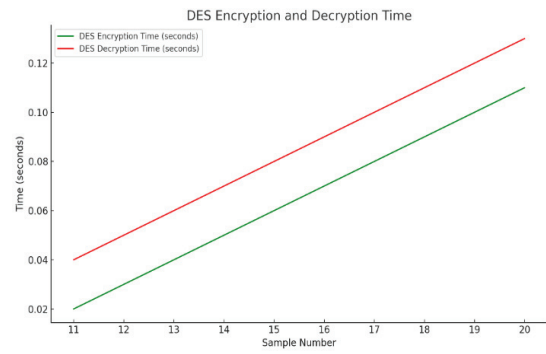 DES Encryption and Decryption Time
DES Encryption Time (seconds)
DES Decryption Time (seconds)
Time (seconds)
0.12
0.10
0.08
0.06
0.04
0.02
11 12 13 14 15 16 17 18 19 20
Sample Number